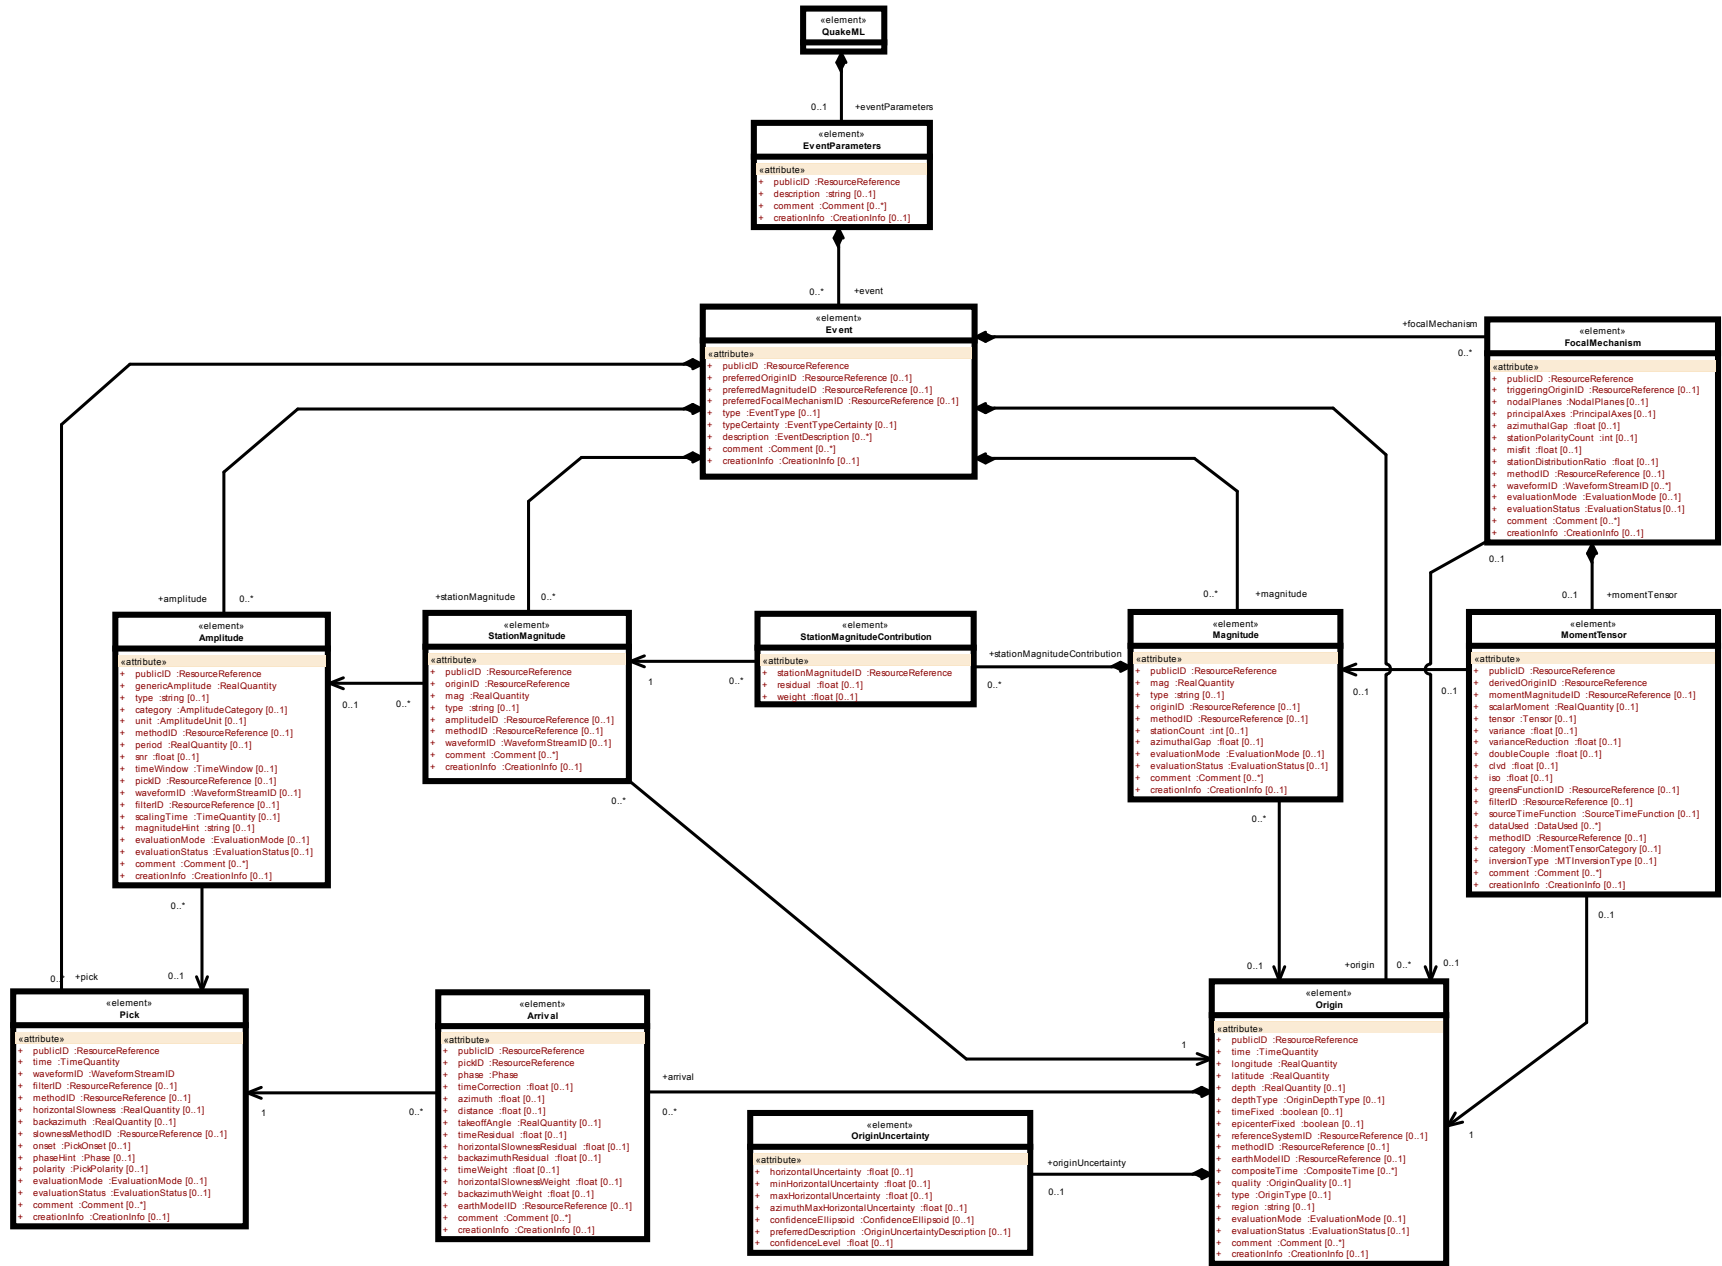 «element»
QuakeML
0..1 +eventParameters
«element»
EventParameters
«attribute»
+ publicID :ResourceReference
+ description :string [0..1]
+ comment :Comment [0..*]
+ creationInfo :CreationInfo [0..1]
0..* +event
«element»
Event
«attribute»
+ publicID :ResourceReference
+ preferredOriginID :ResourceReference [0..1]
+ preferredMagnitudeID :ResourceReference [0..1]
+ preferredFocalMechanismID :ResourceReference [0..1]
+ type :EventType [0..1]
+ typeCertainty :EventTypeCertainty [0..1]
+ description :EventDescription [0..*]
+ comment :Comment [0..*]
+ creationInfo :CreationInfo [0..1]
+focalMechanism
0..*
«element»
FocalMechanism
«attribute»
+ publicID :ResourceReference
+ triggeringOriginID :ResourceReference [0..1]
+ nodalPlanes :NodalPlanes [0..1]
+ principalAxes :PrincipalAxes [0..1]
+ azimuthalGap :float [0..1]
+ stationPolarityCount :int [0..1]
+ misfit :float [0..1]
+ stationDistributionRatio :float [0..1]
+ methodID :ResourceReference [0..1]
+ waveformID :WaveformStreamID [0..*]
+ evaluationMode :EvaluationMode [0..1]
+ evaluationStatus :EvaluationStatus [0..1]
+ comment :Comment [0..*]
+ creationInfo :CreationInfo [0..1]
0..1
+amplitude 0..*
«element»
Amplitude
«attribute»
+ publicID :ResourceReference
+ genericAmplitude :RealQuantity
+ type :string [0..1]
+ category :AmplitudeCategory [0..1]
+ unit :AmplitudeUnit [0..1]
+ methodID :ResourceReference [0..1]
+ period :RealQuantity [0..1]
+ snr :float [0..1]
+ timeWindow :TimeWindow [0..1]
+ pickID :ResourceReference [0..1]
+ waveformID :WaveformStreamID [0..1]
+ filterID :ResourceReference [0..1]
+ scalingTime :TimeQuantity [0..1]
+ magnitudeHint :string [0..1]
+ evaluationMode :EvaluationMode [0..1]
+ evaluationStatus :EvaluationStatus [0..1]
+ comment :Comment [0..*]
+ creationInfo :CreationInfo [0..1]
0..*
0..1
0..1 0..*
+stationMagnitude 0..*
«element»
StationMagnitude
«attribute»
+ publicID :ResourceReference
+ originID :ResourceReference
+ mag :RealQuantity
+ type :string [0..1]
+ amplitudeID :ResourceReference [0..1]
+ methodID :ResourceReference [0..1]
+ waveformID :WaveformStreamID [0..1]
+ comment :Comment [0..*]
+ creationInfo :CreationInfo [0..1]
0..*
1 0..*
«element»
StationMagnitudeContribution
«attribute»
+ stationMagnitudeID :ResourceReference
+ residual :float [0..1]
+ weight :float [0..1]
+stationMagnitudeContribution
0..*
0..* +magnitude
«element»
Magnitude
«attribute»
+ publicID :ResourceReference
+ mag :RealQuantity
+ type :string [0..1]
+ originID :ResourceReference [0..1]
+ methodID :ResourceReference [0..1]
+ stationCount :int [0..1]
+ azimuthalGap :float [0..1]
+ evaluationMode :EvaluationMode [0..1]
+ evaluationStatus :EvaluationStatus [0..1]
+ comment :Comment [0..*]
+ creationInfo :CreationInfo [0..1]
0..*
0..1
0..1 0..1
0..1 +momentTensor
«element»
MomentTensor
«attribute»
+ publicID :ResourceReference
+ derivedOriginID :ResourceReference
+ momentMagnitudeID :ResourceReference [0..1]
+ scalarMoment :RealQuantity [0..1]
+ tensor :Tensor [0..1]
+ variance :float [0..1]
+ varianceReduction :float [0..1]
+ doubleCouple :float [0..1]
+ clvd :float [0..1]
+ iso :float [0..1]
+ greensFunctionID :ResourceReference [0..1]
+ filterID :ResourceReference [0..1]
+ sourceTimeFunction :SourceTimeFunction [0..1]
+ dataUsed :DataUsed [0..*]
+ methodID :ResourceReference [0..1]
+ category :MomentTensorCategory [0..1]
+ inversionType :MTInversionType [0..1]
+ comment :Comment [0..*]
+ creationInfo :CreationInfo [0..1]
0..1
0..* +pick
«element»
Pick
«attribute»
+ publicID :ResourceReference
+ time :TimeQuantity
+ waveformID :WaveformStreamID
+ filterID :ResourceReference [0..1]
+ methodID :ResourceReference [0..1]
+ horizontalSlowness :RealQuantity [0..1]
+ backazimuth :RealQuantity [0..1]
+ slownessMethodID :ResourceReference [0..1]
+ onset :PickOnset [0..1]
+ phaseHint :Phase [0..1]
+ polarity :PickPolarity [0..1]
+ evaluationMode :EvaluationMode [0..1]
+ evaluationStatus :EvaluationStatus [0..1]
+ comment :Comment [0..*]
+ creationInfo :CreationInfo [0..1]
1 0..*
«element»
Arrival
«attribute»
+ publicID :ResourceReference
+ pickID :ResourceReference
+ phase :Phase
+ timeCorrection :float [0..1]
+ azimuth :float [0..1]
+ distance :float [0..1]
+ takeoffAngle :RealQuantity [0..1]
+ timeResidual :float [0..1]
+ horizontalSlownessResidual :float [0..1]
+ backazimuthResidual :float [0..1]
+ timeWeight :float [0..1]
+ horizontalSlownessWeight :float [0..1]
+ backazimuthWeight :float [0..1]
+ earthModelID :ResourceReference [0..1]
+ comment :Comment [0..*]
+ creationInfo :CreationInfo [0..1]
+arrival
0..*
«element»
OriginUncertainty
«attribute»
+ horizontalUncertainty :float [0..1]
+ minHorizontalUncertainty :float [0..1]
+ maxHorizontalUncertainty :float [0..1]
+ azimuthMaxHorizontalUncertainty :float [0..1]
+ confidenceEllipsoid :ConfidenceEllipsoid [0..1]
+ preferredDescription :OriginUncertaintyDescription [0..1]
+ confidenceLevel :float [0..1]
+originUncertainty
0..1
1
+origin 0..*
«element»
Origin
«attribute»
+ publicID :ResourceReference
+ time :TimeQuantity
+ longitude :RealQuantity
+ latitude :RealQuantity
+ depth :RealQuantity [0..1]
+ depthType :OriginDepthType [0..1]
+ timeFixed :boolean [0..1]
+ epicenterFixed :boolean [0..1]
+ referenceSystemID :ResourceReference [0..1]
+ methodID :ResourceReference [0..1]
+ earthModelID :ResourceReference [0..1]
+ compositeTime :CompositeTime [0..*]
+ quality :OriginQuality [0..1]
+ type :OriginType [0..1]
+ region :string [0..1]
+ evaluationMode :EvaluationMode [0..1]
+ evaluationStatus :EvaluationStatus [0..1]
+ comment :Comment [0..*]
+ creationInfo :CreationInfo [0..1]
1